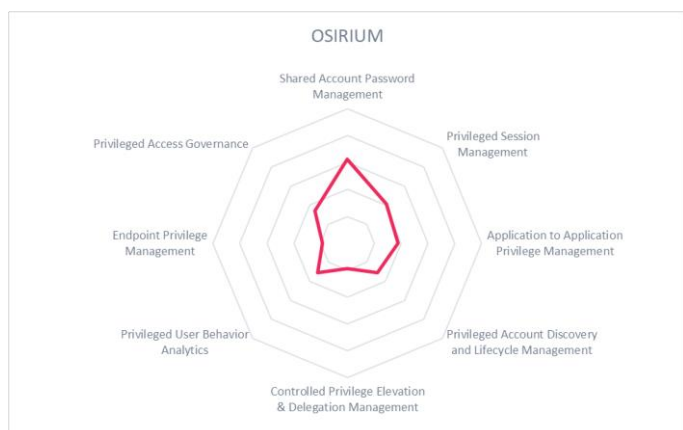 OSIRIUM
Shared Account Password
Management
Privileged Access Governance
Privileged Session
Management
Endpoint Privilege
Management
Application to Application
Privilege Management
Privileged User Behavior
Analytics
Privileged Account Discovery
and Lifecycle Management
Controlled Privilege Elevation
& Delegation Management